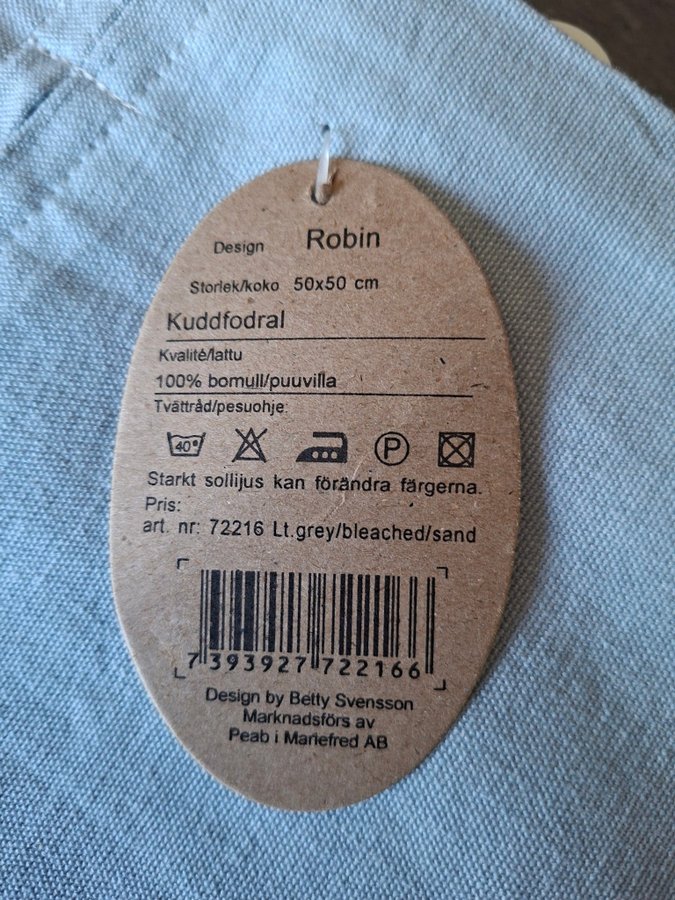 Design Robin
Storlek/koko 50x50 cm
Kuddfodral
Kvalité/lattu
100% bomull/puuvilla
Tvättråd/pesuohje:
40° P
Starkt sollijus kan förändra färgerna.
Pris:
art. nr: 72216 Lt.grey/bleached/sand
7 393927 722166
Design by Betty Svensson
Marknadsförs av
Peab i Mariefred AB